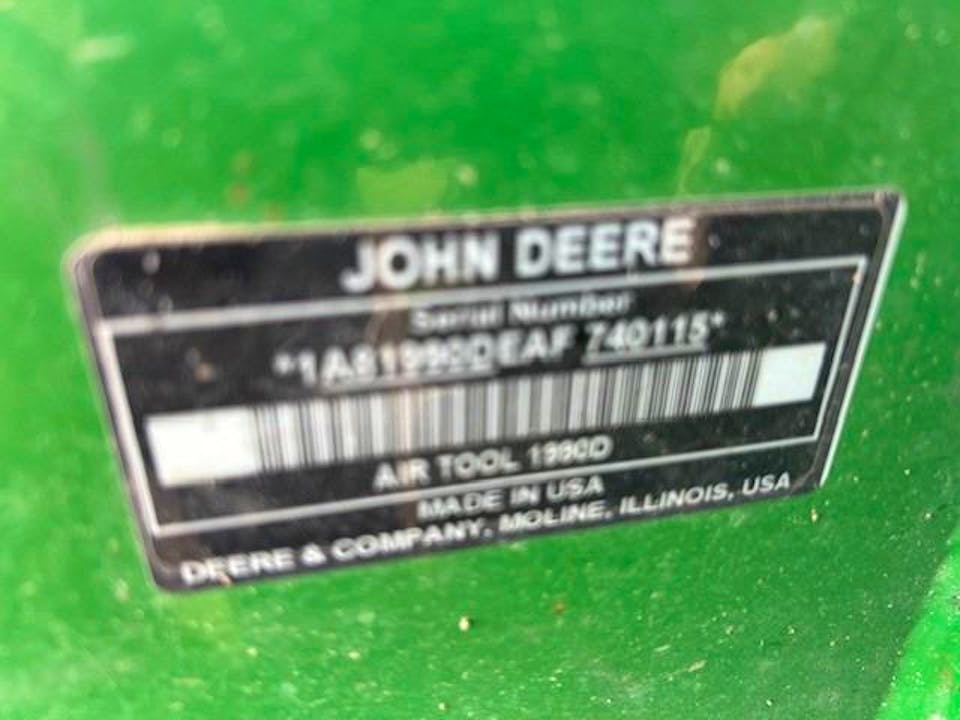 JOHN DEERE
Serial Number
*1A81990DEAF 740115*
AIR TOOL 1990D
MADE IN USA
DEERE & COMPANY, MOLINE, ILLINOIS, USA